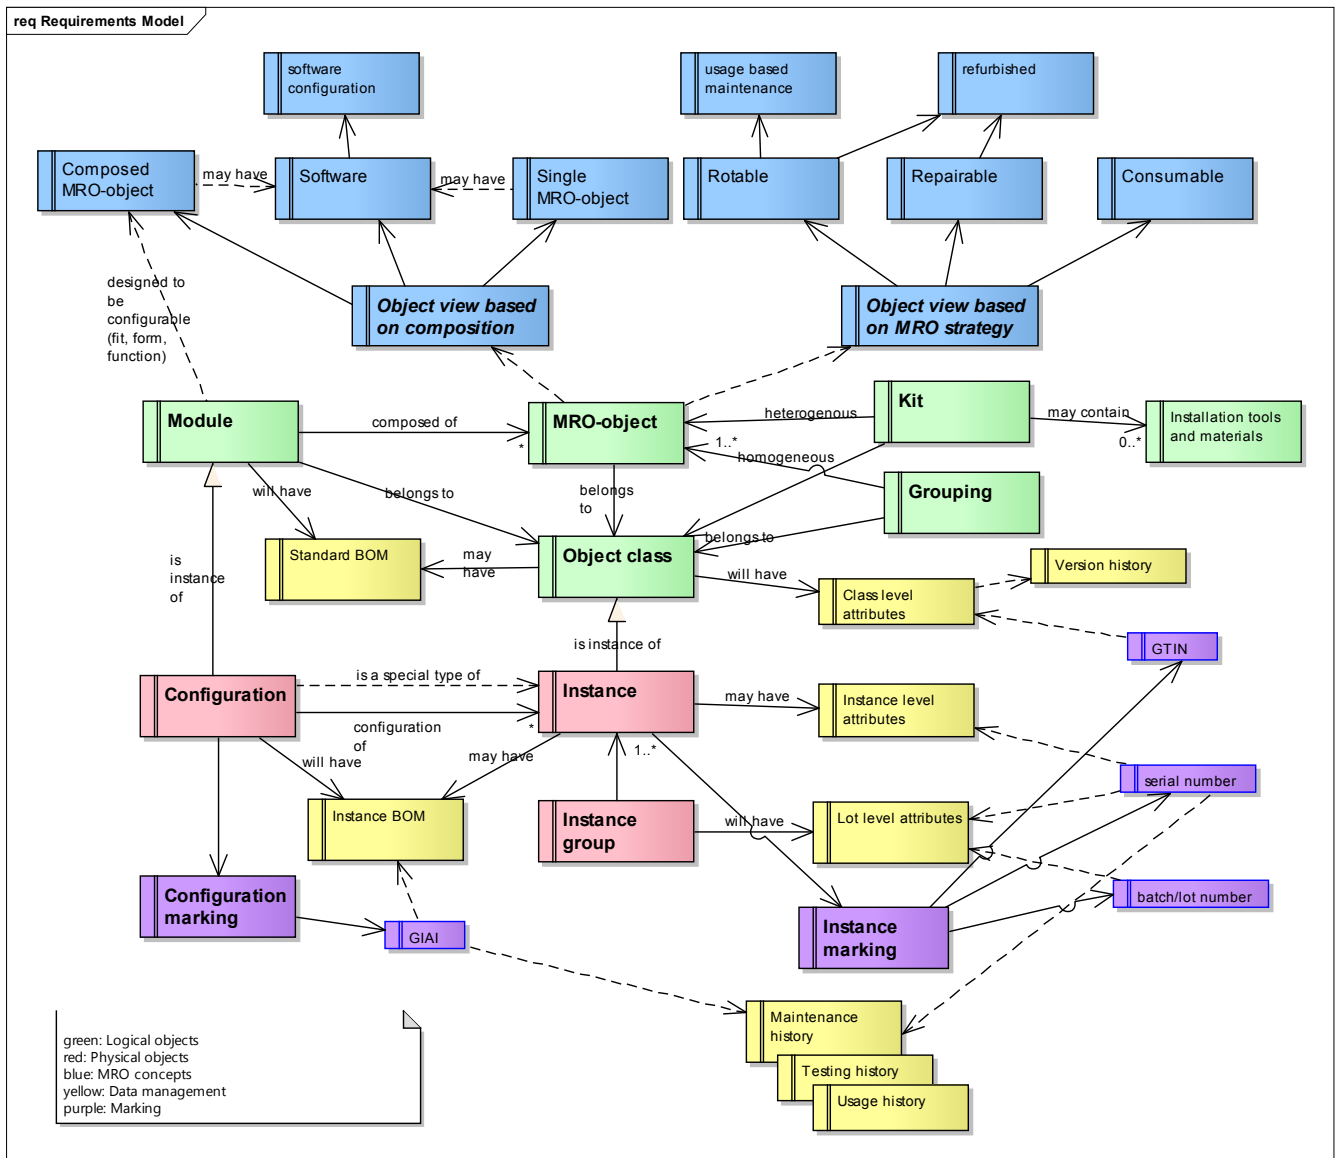 req Requirements Model
software
configuration
usage based
maintenance
refurbished
Composed
MRO-object
may have
Software
may have
Single
MRO-object
Rotable
Repairable
Consumable
designed to
be
configurable
(fit, form,
function)
Object view based
on composition
Object view based
on MRO strategy
Module
composed of
*
MRO-object
heterogenous
Kit
may contain
0..*
Installation tools
and materials
1..*
homogeneous
will have
belongs to
belongs
to
Grouping
belongs to
Standard BOM
may
have
Object class
will have
Version history
Class level
attributes
is
instance
of
is instance of
GTIN
Configuration
is a special type of
Instance
may have
Instance level
attributes
configuration
of
*
will have
may have
1..*
serial number
Instance BOM
Instance
group
will have
Lot level attributes
Configuration
marking
batch/lot number
GIAI
Instance
marking
Maintenance
history
Testing history
Usage history
green: Logical objects
red: Physical objects
blue: MRO concepts
yellow: Data management
purple: Marking